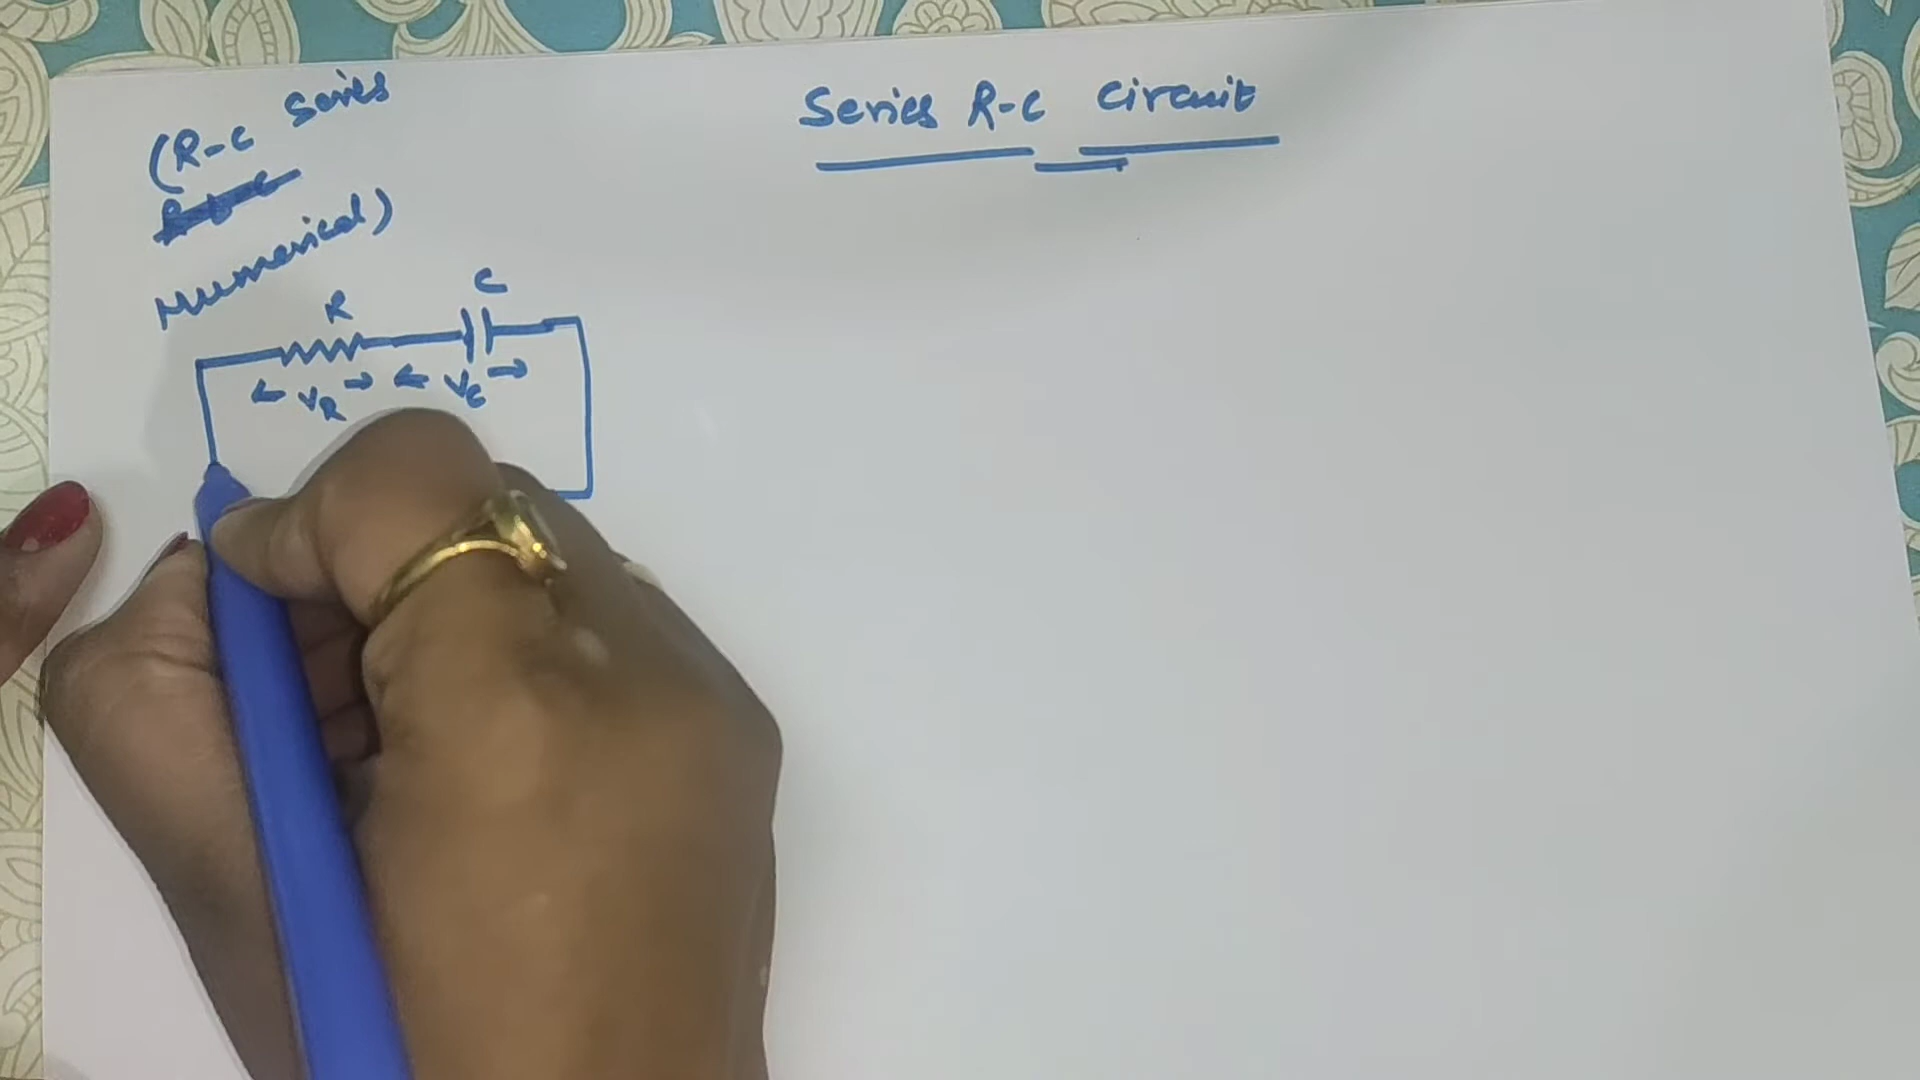 Series R-C Circuit
(R-C Series
Numerical)
R
C
VR
VC